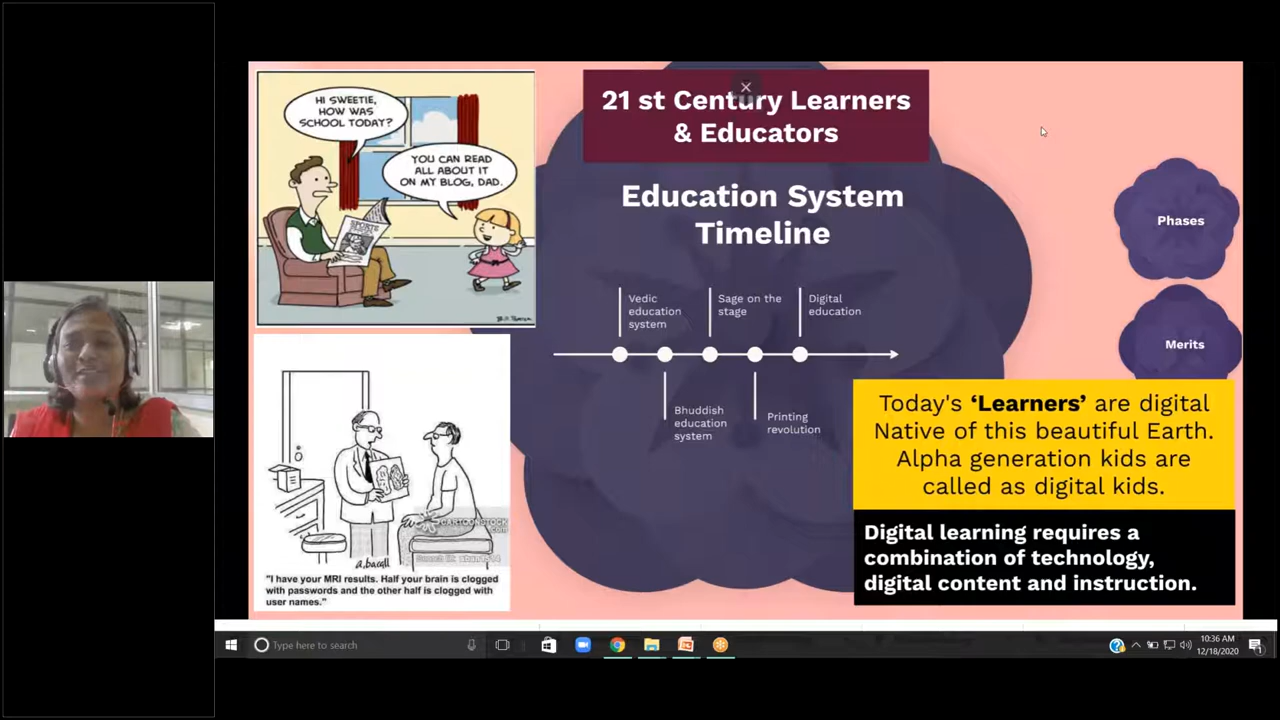 HI SWEETIE,
HOW WAS
SCHOOL TODAY?
YOU CAN READ
ALL ABOUT IT
ON MY BLOG, DAD.
SPORTS
21 st Century Learners
& Educators
Education System
Timeline
Vedic
education
system
Sage on the
stage
Digital
education
Bhuddish
education
system
Printing
revolution
Phases
Merits
Today's ‘Learners’ are digital
Native of this beautiful Earth.
Alpha generation kids are
called as digital kids.
Digital learning requires a
combination of technology,
digital content and instruction.
CARTOONSTOCK
.com
a.bacall
"I have your MRI results. Half your brain is clogged
with passwords and the other half is clogged with
user names."
Type here to search
10:36 AM
12/18/2020